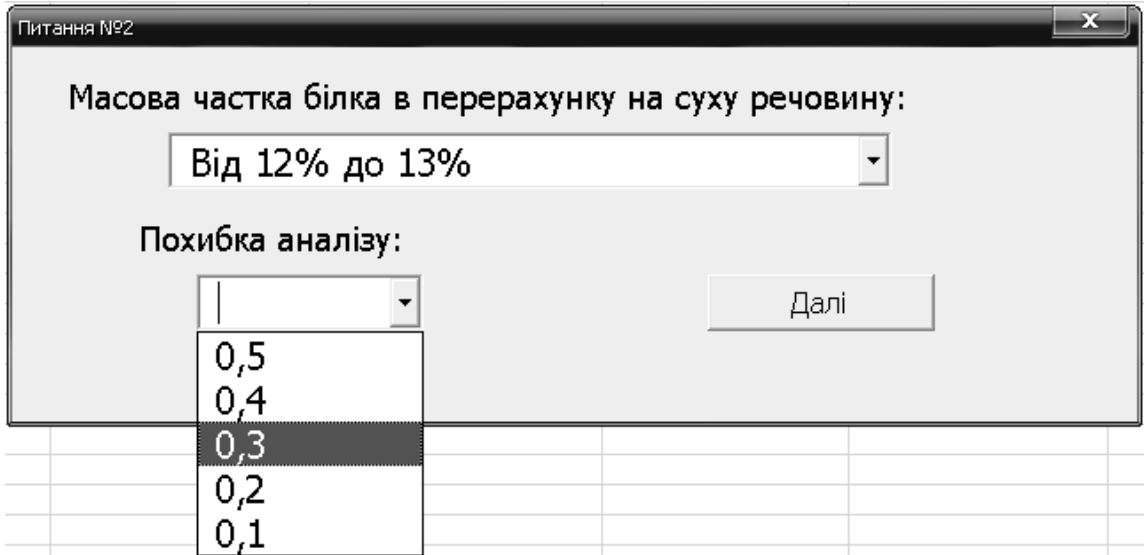 Питання №2
x
Масова частка білка в перерахунку на суху речовину:
Від 12% до 13%
Похибка аналізу:
Далі
0,5
0,4
0,3
0,2
0,1